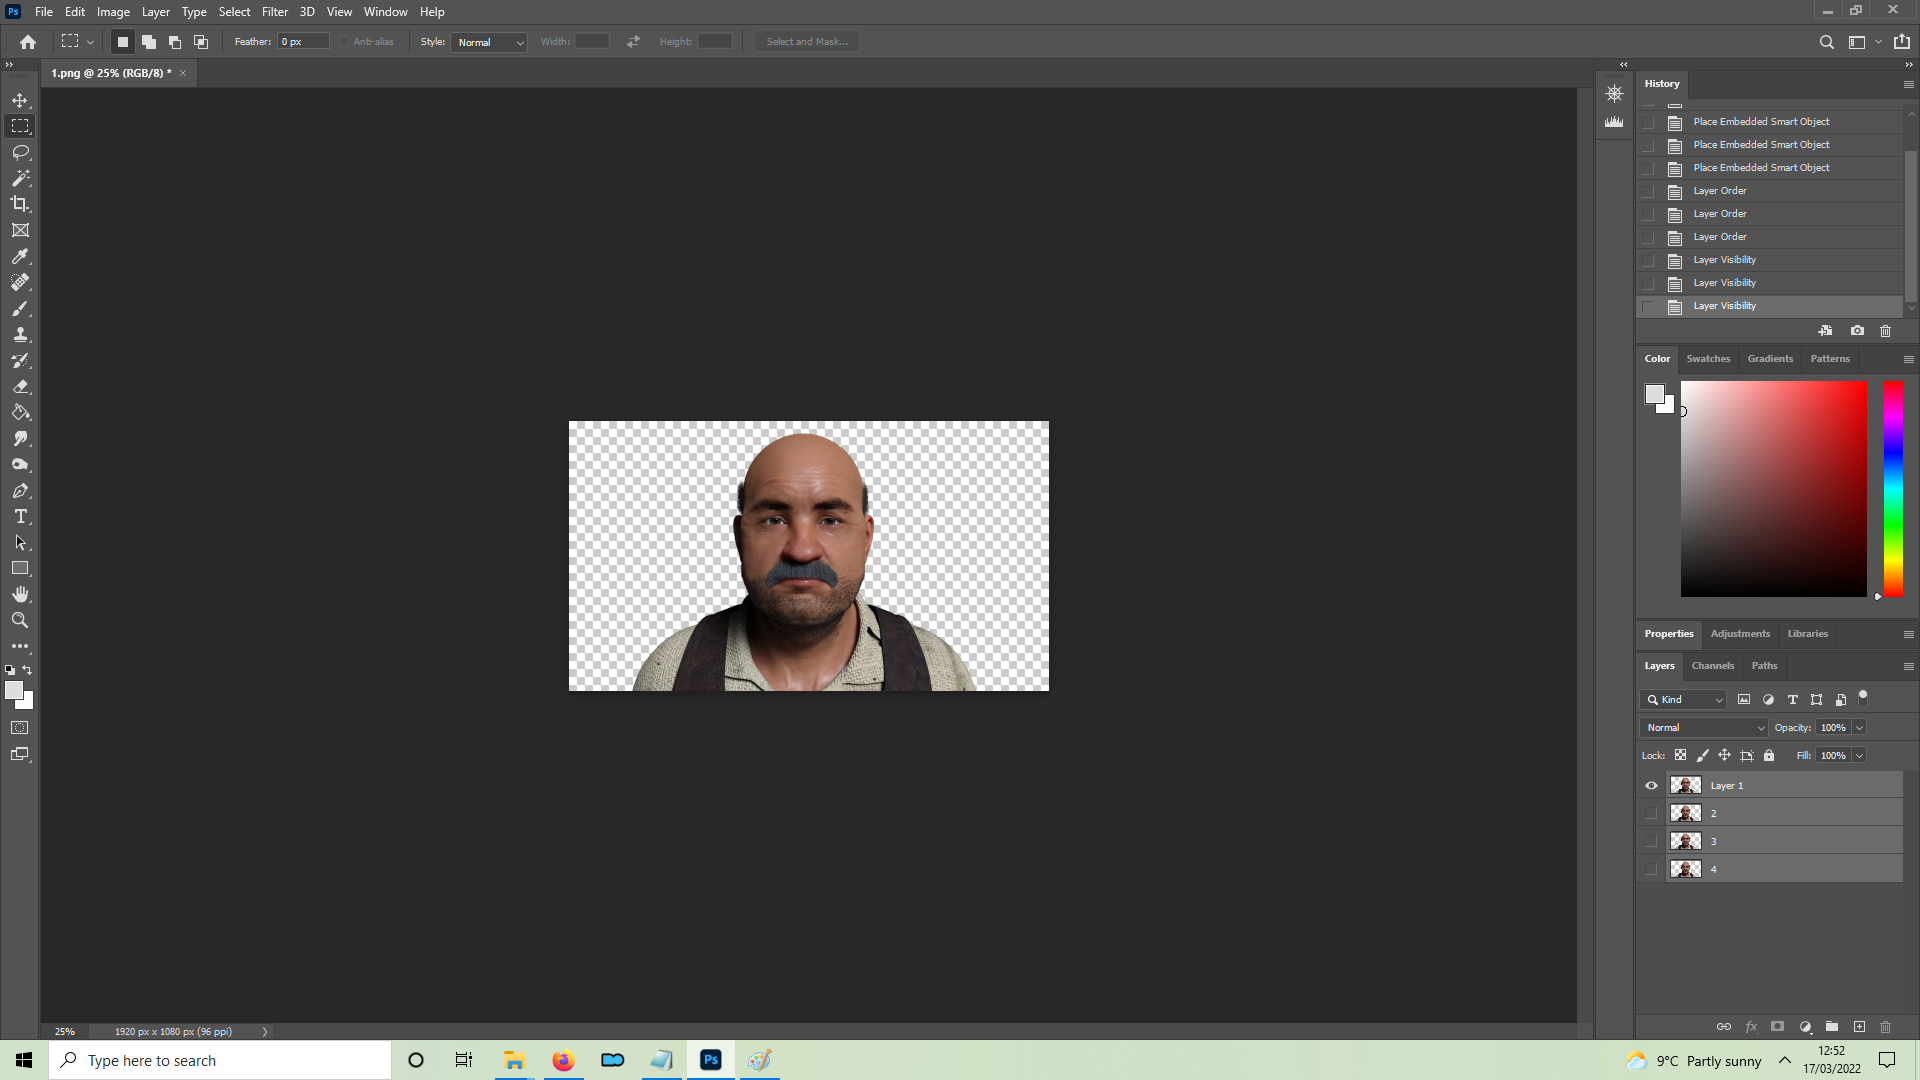 Ps File Edit Image Layer Type Select Filter 3D View Window Help
Feather: 0 px Anti-alias Style: Normal Width: Height: Select and Mask...
1.png @ 25% (RGB/8) *
History
Place Embedded Smart Object
Place Embedded Smart Object
Place Embedded Smart Object
Layer Order
Layer Order
Layer Order
Layer Visibility
Layer Visibility
Layer Visibility
Color Swatches Gradients Patterns
Properties Adjustments Libraries
Layers Channels Paths
Kind
Normal Opacity: 100%
Lock: Fill: 100%
Layer 1
2
3
4
fx
25% 1920 px x 1080 px (96 ppi)
Type here to search
Ps
9°C Partly sunny
12:52
17/03/2022